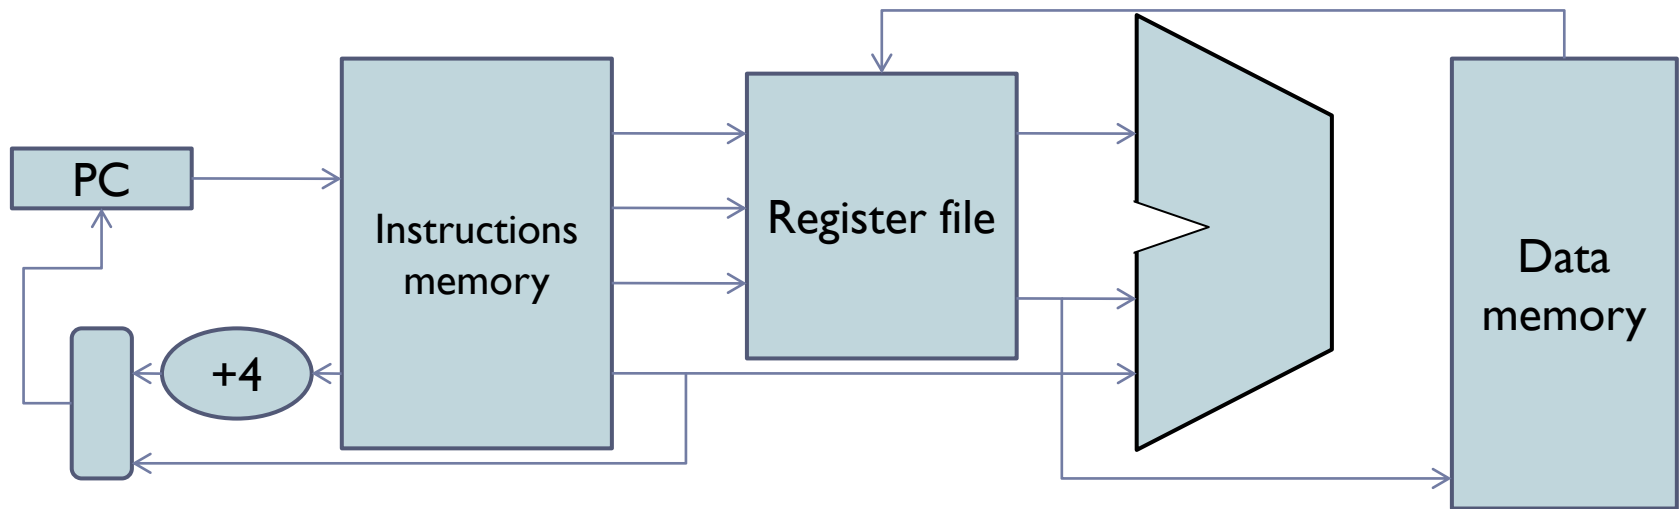 PC
Instructions
memory
+4
Register file
Data
memory